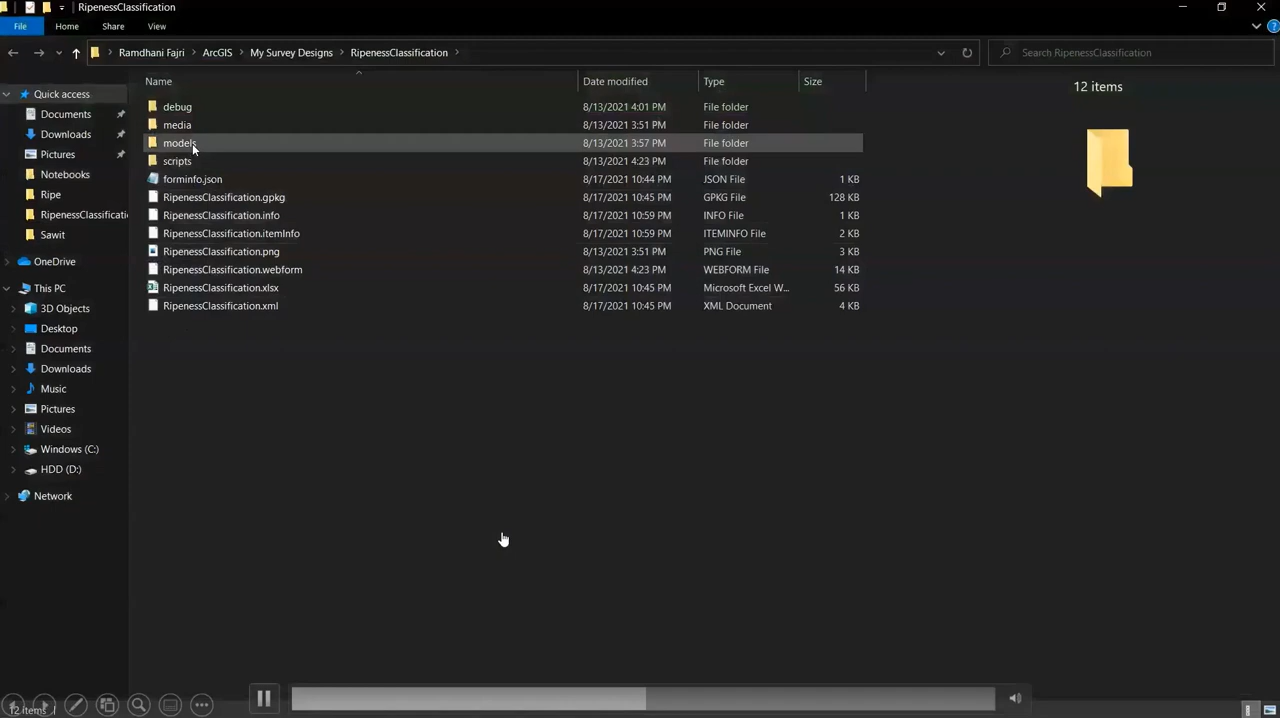 RipenessClassification
File Home Share View
Ramdhani Fajri > ArcGIS > My Survey Designs > RipenessClassification >
Search RipenessClassification
Name Date modified Type Size
12 items
Quick access
Documents
Downloads
Pictures
Notebooks
Ripe
RipenessClassificati
Sawit
OneDrive
This PC
3D Objects
Desktop
Documents
Downloads
Music
Pictures
Videos
Windows (C:)
HDD (D:)
Network
debug 8/13/2021 4:01 PM File folder
media 8/13/2021 3:51 PM File folder
models 8/13/2021 3:57 PM File folder
scripts 8/13/2021 4:23 PM File folder
forminfo.json 8/17/2021 10:44 PM JSON File 1 KB
RipenessClassification.gpkg 8/17/2021 10:45 PM GPKG File 128 KB
RipenessClassification.info 8/17/2021 10:59 PM INFO File 1 KB
RipenessClassification.itemInfo 8/17/2021 10:59 PM ITEMINFO File 2 KB
RipenessClassification.png 8/13/2021 3:51 PM PNG File 3 KB
RipenessClassification.webform 8/13/2021 4:23 PM WEBFORM File 14 KB
RipenessClassification.xlsx 8/17/2021 10:45 PM Microsoft Excel W... 56 KB
RipenessClassification.xml 8/17/2021 10:45 PM XML Document 4 KB
12 items